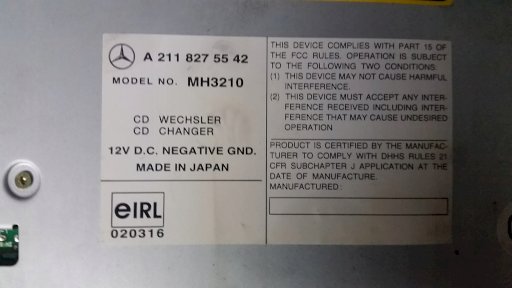 A 211 827 55 42
MODEL NO. MH3210
CD WECHSLER
CD CHANGER
12V D.C. NEGATIVE GND.
MADE IN JAPAN
eIRL
020316
THIS DEVICE COMPLIES WITH PART 15 OF
THE FCC RULES. OPERATION IS SUBJECT
TO THE FOLLOWING TWO CONDITIONS:
(1) THIS DEVICE MAY NOT CAUSE HARMFUL
INTERFERENCE.
(2) THIS DEVICE MUST ACCEPT ANY INTER-
FERENCE RECEIVED INCLUDING INTER-
FERENCE THAT MAY CAUSE UNDESIRED
OPERATION
PRODUCT IS CERTIFIED BY THE MANUFAC-
TURER TO COMPLY WITH DHHS RULES 21
CFR SUBCHAPTER J APPLICATION AT THE
DATE OF MANUFACTURE.
MANUFACTURED: